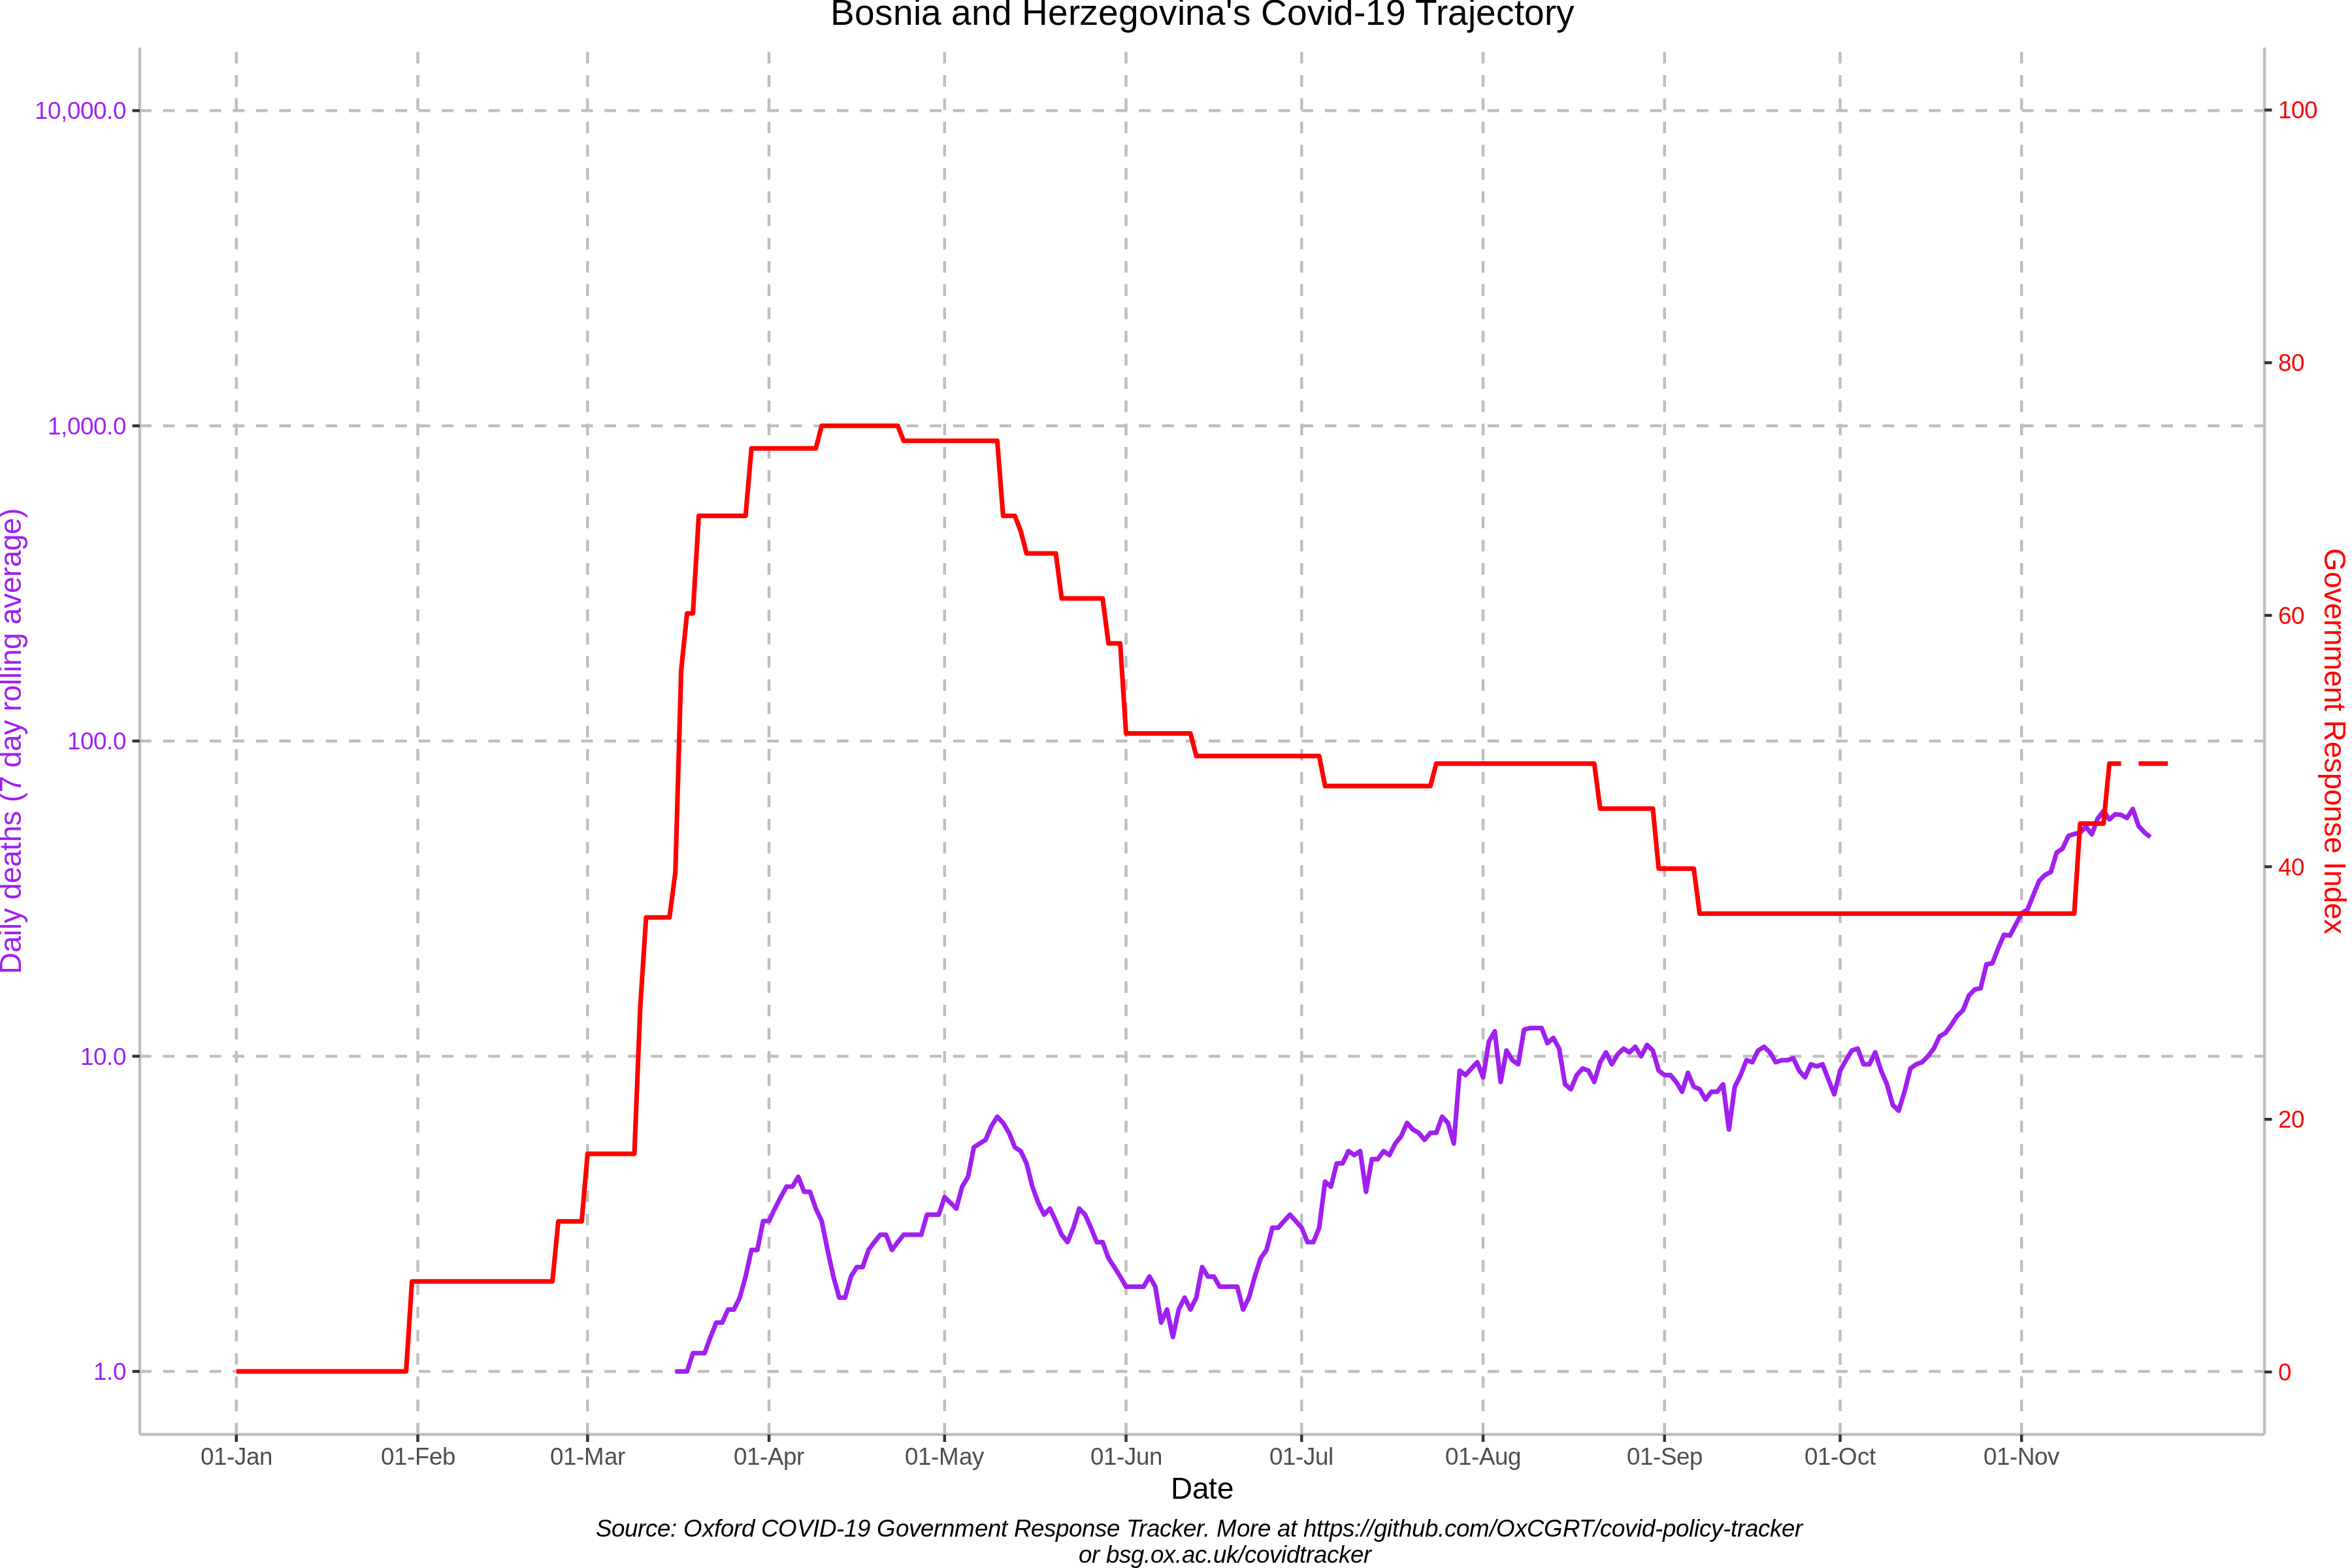 Bosnia and Herzegovina's Covid-19 Trajectory
10,000.0
1,000.0
100.0
10.0
1.0
Daily deaths (7 day rolling average)
100
80
60
40
20
0
Government Response Index
01-Jan
01-Feb
01-Mar
01-Apr
01-May
01-Jun
01-Jul
01-Aug
01-Sep
01-Oct
01-Nov
Date
Source: Oxford COVID-19 Government Response Tracker. More at https://github.com/OxCGRT/covid-policy-tracker
or bsg.ox.ac.uk/covidtracker